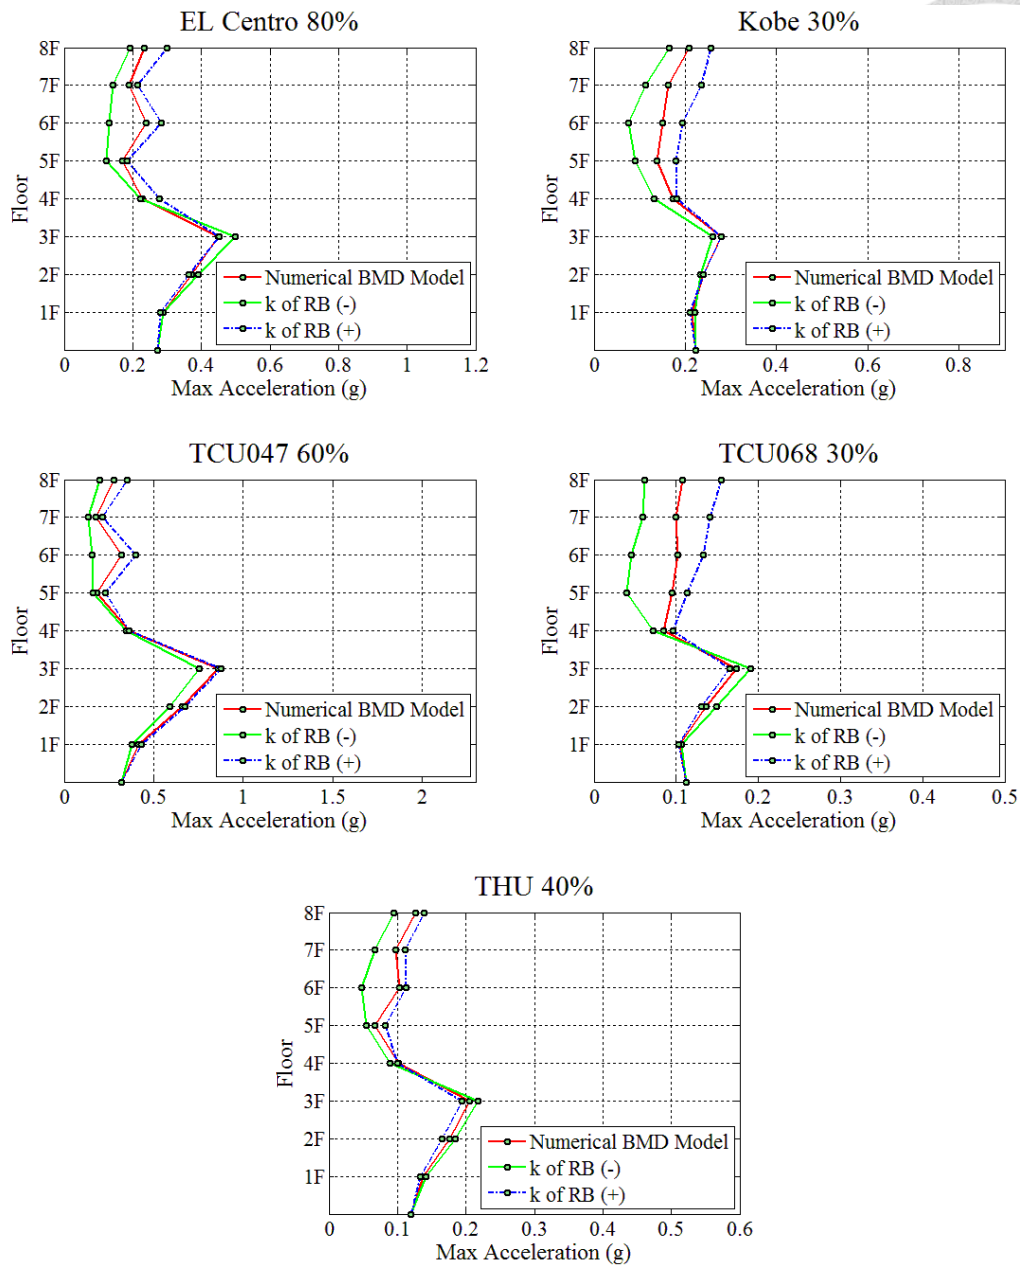 EL Centro 80%
8F
7F
6F
5F
4F
3F
2F
1F
Floor
Numerical BMD Model
k of RB (-)
k of RB (+)
0 0.2 0.4 0.6 0.8 1 1.2
Max Acceleration (g)
Kobe 30%
8F
7F
6F
5F
4F
3F
2F
1F
Floor
Numerical BMD Model
k of RB (-)
k of RB (+)
0 0.2 0.4 0.6 0.8
Max Acceleration (g)
TCU047 60%
8F
7F
6F
5F
4F
3F
2F
1F
Floor
Numerical BMD Model
k of RB (-)
k of RB (+)
0 0.5 1 1.5 2
Max Acceleration (g)
TCU068 30%
8F
7F
6F
5F
4F
3F
2F
1F
Floor
Numerical BMD Model
k of RB (-)
k of RB (+)
0 0.1 0.2 0.3 0.4 0.5
Max Acceleration (g)
THU 40%
8F
7F
6F
5F
4F
3F
2F
1F
Floor
Numerical BMD Model
k of RB (-)
k of RB (+)
0 0.1 0.2 0.3 0.4 0.5 0.6
Max Acceleration (g)